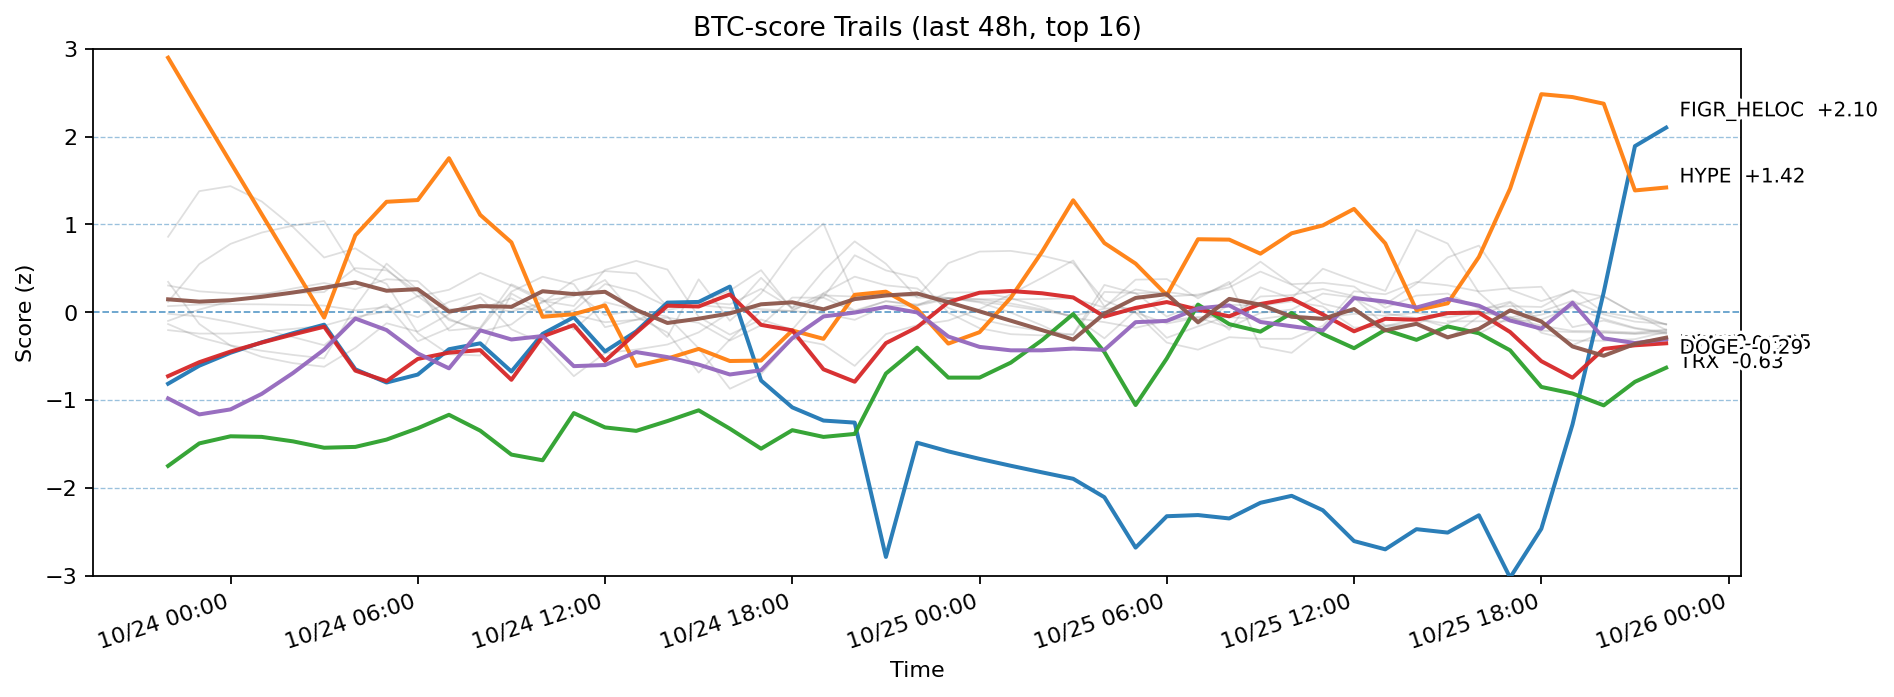 BTC-score Trails (last 48h, top 16)
Score (z)
3
2
1
0
−1
−2
−3
FIGR_HELOC +2.10
HYPE +1.42
DOGE -0.29
TRX -0.63
10/24 00:00
10/24 06:00
10/24 12:00
10/24 18:00
10/25 00:00
10/25 06:00
10/25 12:00
10/25 18:00
10/26 00:00
Time